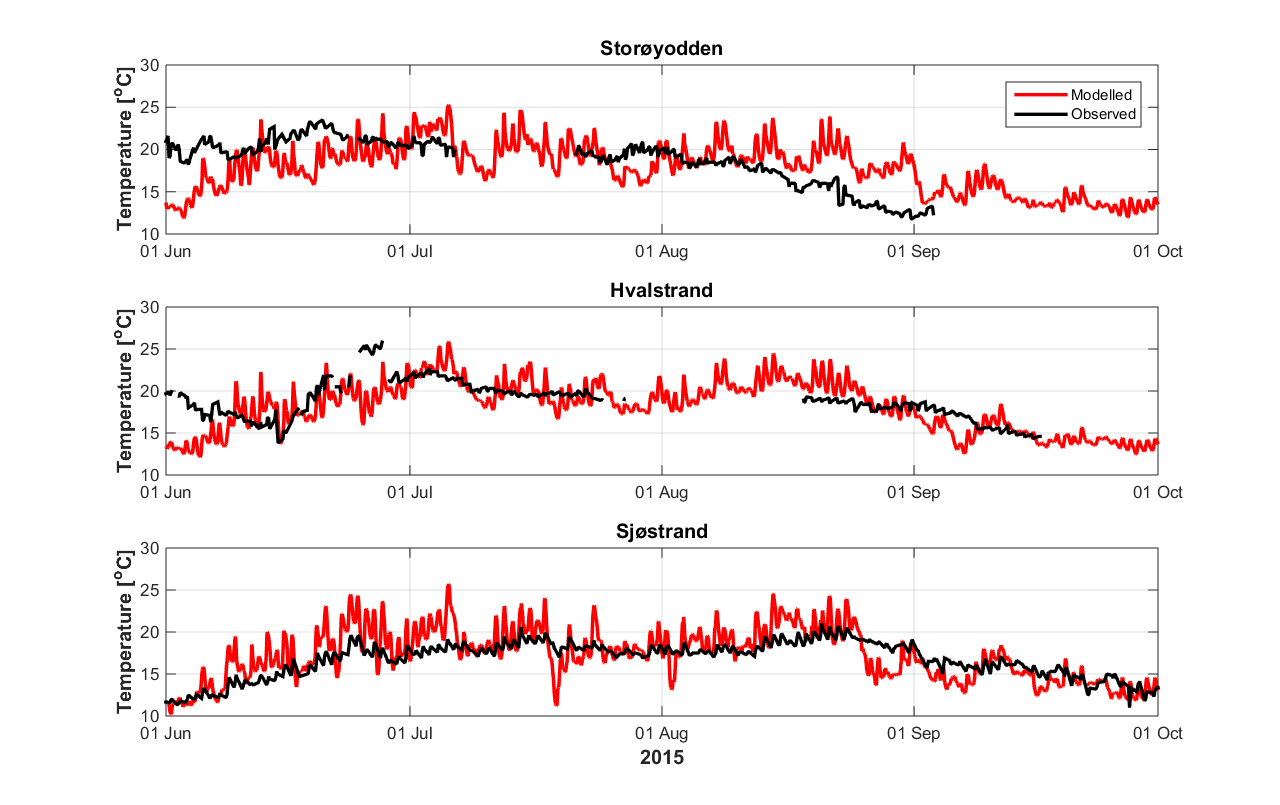 Storøyodden
Temperature [°C]
30
25
20
15
10
Modelled
Observed
01 Jun
01 Jul
01 Aug
01 Sep
01 Oct
Hvalstrand
Temperature [°C]
30
25
20
15
10
01 Jun
01 Jul
01 Aug
01 Sep
01 Oct
Sjøstrand
Temperature [°C]
30
25
20
15
10
01 Jun
01 Jul
01 Aug
01 Sep
01 Oct
2015